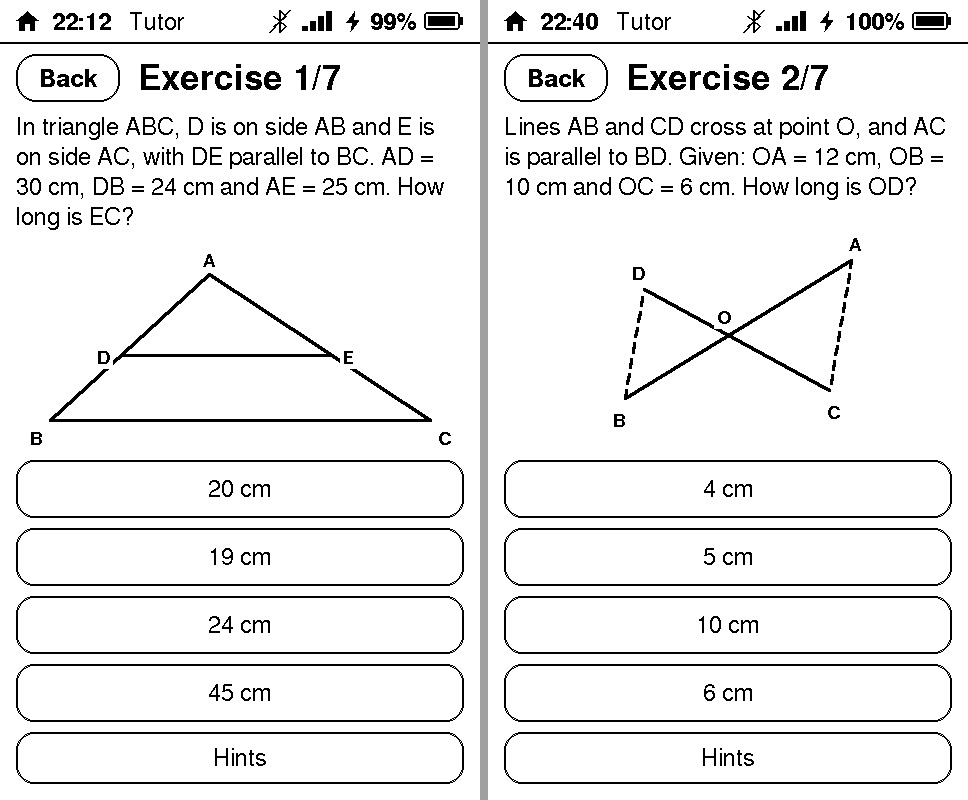 22:12 Tutor 99%
Back Exercise 1/7
In triangle ABC, D is on side AB and E is
on side AC, with DE parallel to BC. AD =
30 cm, DB = 24 cm and AE = 25 cm. How
long is EC?
A
D
E
B
C
20 cm
19 cm
24 cm
45 cm
Hints
22:40 Tutor 100%
Back Exercise 2/7
Lines AB and CD cross at point O, and AC
is parallel to BD. Given: OA = 12 cm, OB =
10 cm and OC = 6 cm. How long is OD?
A
D
O
B
C
4 cm
5 cm
10 cm
6 cm
Hints